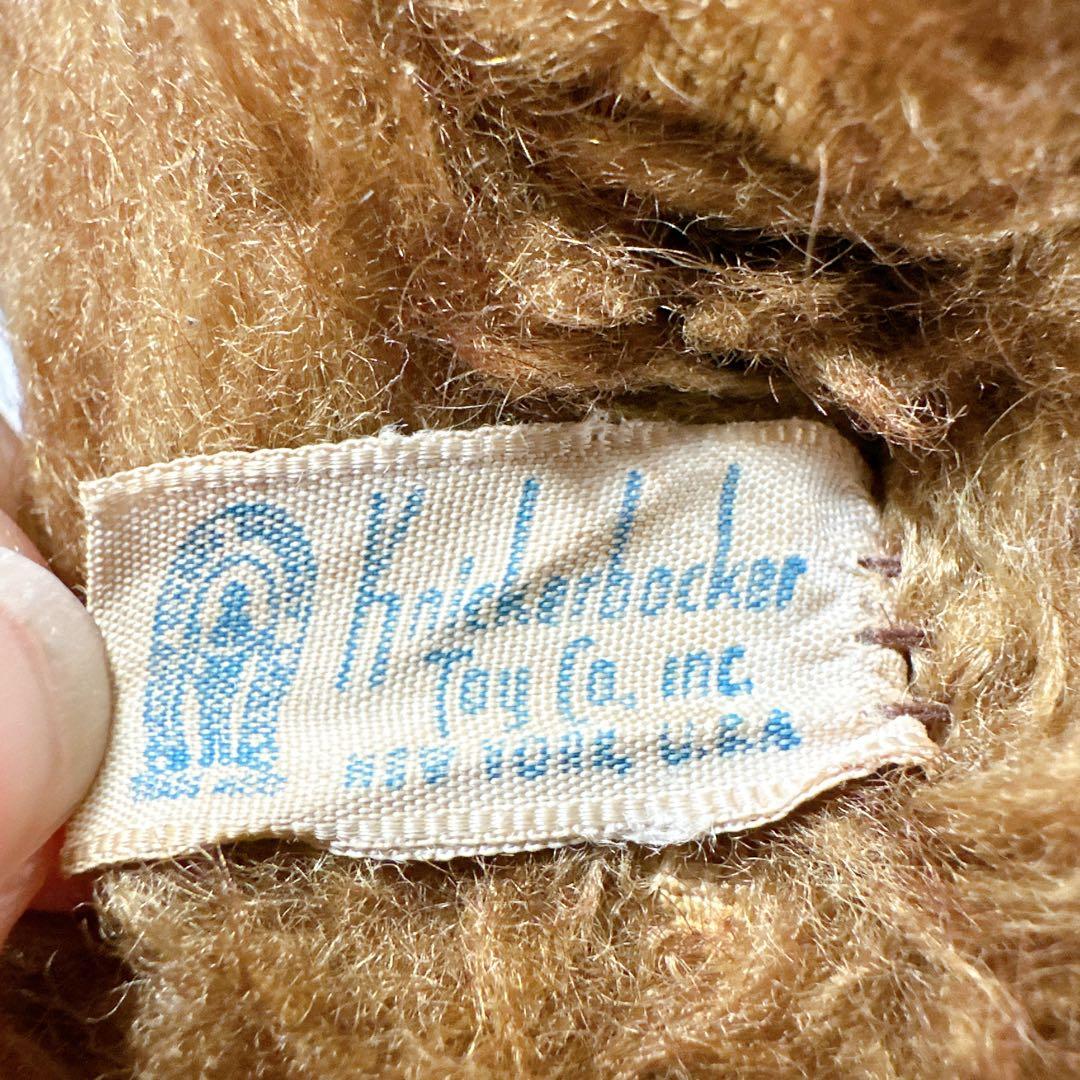 Knickerbocker
Toy Co. inc.
NEW YORK, U.S.A